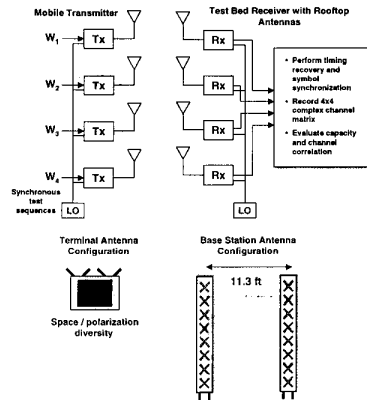 Mobile Transmitter
Test Bed Receiver with Rooftop
Antennas
W1
Tx
W2
Tx
W3
Tx
W4
Tx
Synchronous
test
sequences
LO
Rx
Rx
Rx
Rx
LO
• Perform timing
recovery and
symbol
synchronization
• Record 4x4
complex channel
matrix
• Evaluate capacity
and channel
correlation
Terminal Antenna
Configuration
Space / polarization
diversity
Base Station Antenna
Configuration
11.3 ft